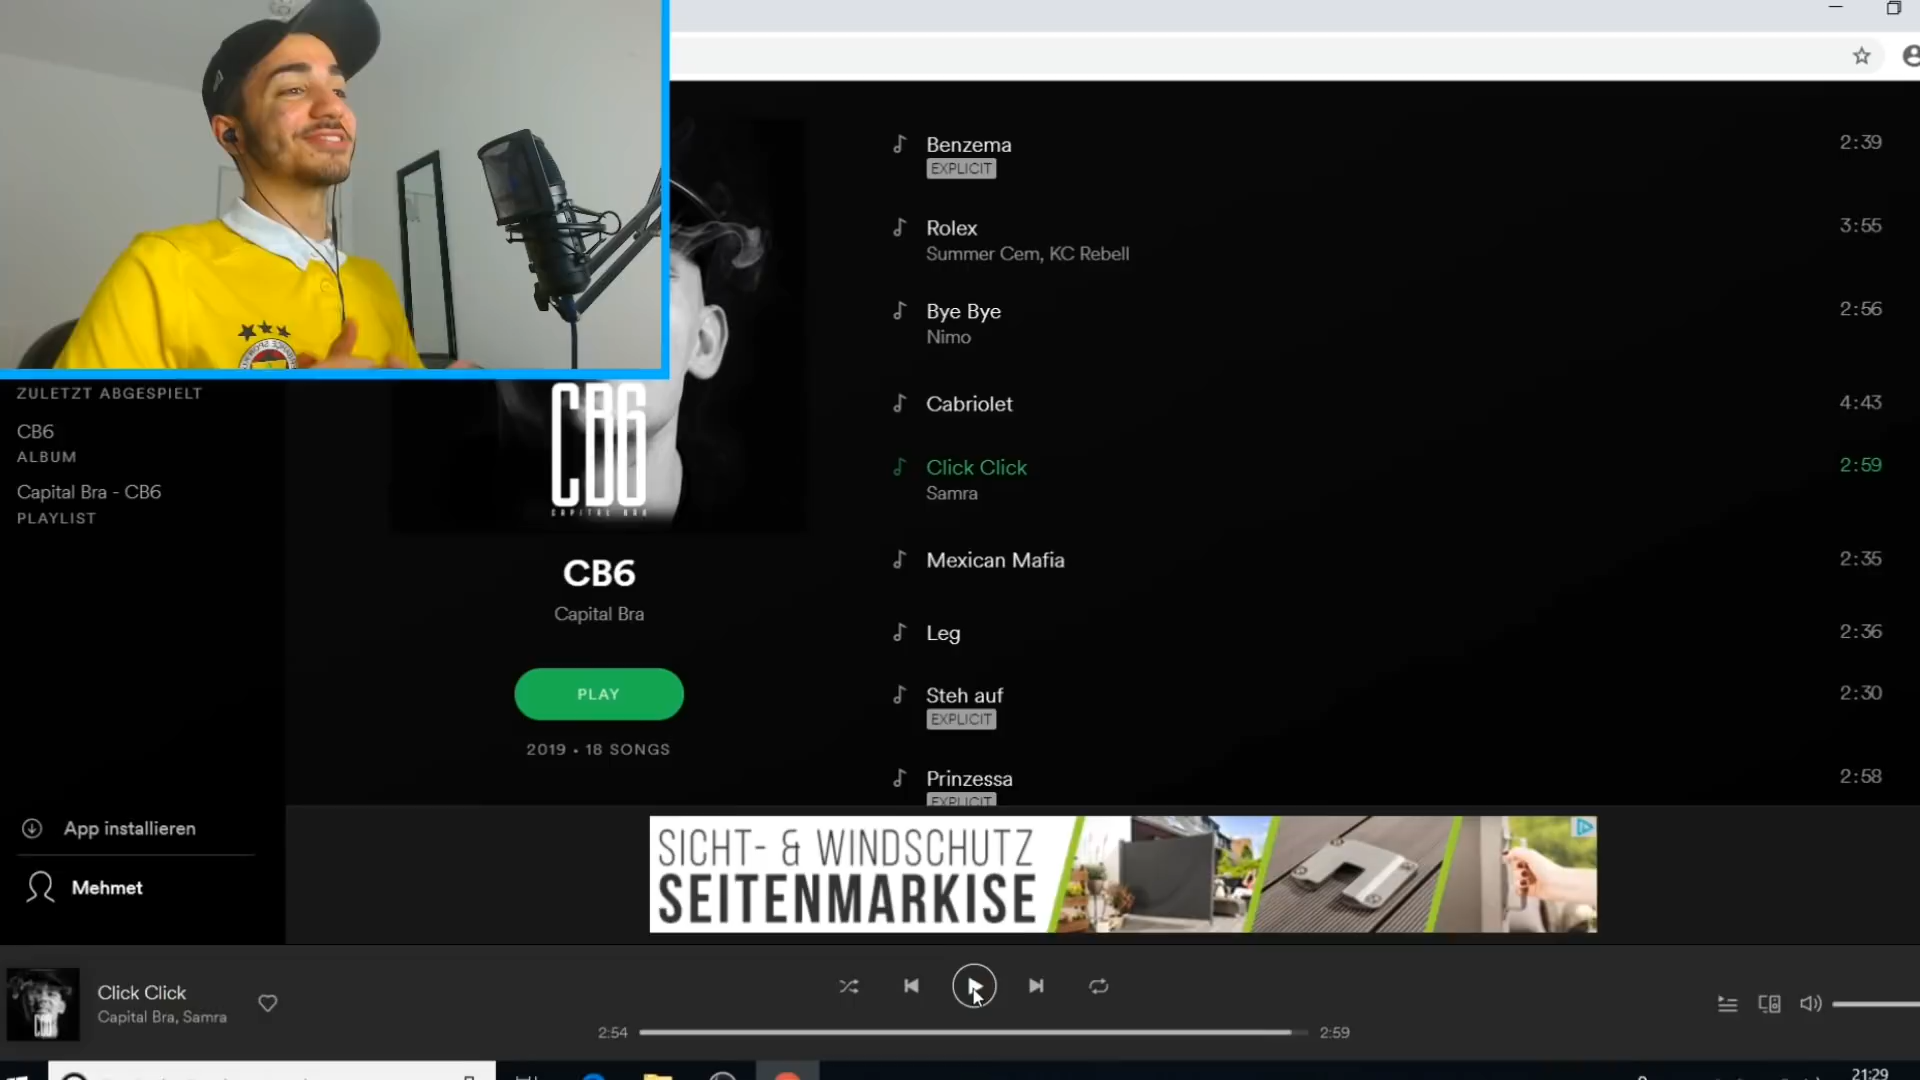 ZULETZT ABGESPIELT
CB6
ALBUM
Capital Bra - CB6
PLAYLIST
App installieren
Mehmet
CB6
CAPITAL BRA
CB6
Capital Bra
PLAY
2019 • 18 SONGS
Benzema 2:39
EXPLICIT
Rolex 3:55
Summer Cem, KC Rebell
Bye Bye 2:56
Nimo
Cabriolet 4:43
Click Click 2:59
Samra
Mexican Mafia 2:35
Leg 2:36
Steh auf 2:30
EXPLICIT
Prinzessa 2:58
EXPLICIT
SICHT- & WINDSCHUTZ
SEITENMARKISE
Click Click
Capital Bra, Samra
2:54 2:59
21:29